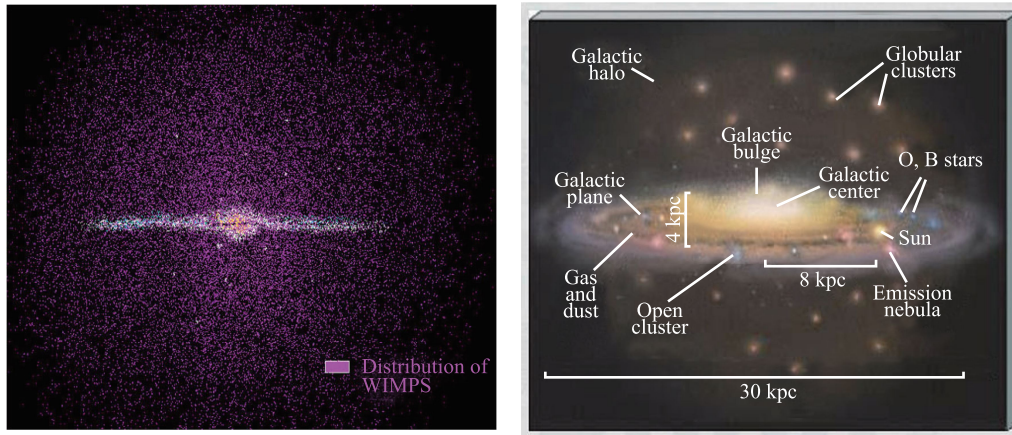 Distribution of
WIMPS
Galactic
halo
Globular
clusters
Galactic
bulge
O, B stars
Galactic
plane
Galactic
center
4 kpc
Sun
8 kpc
Gas
and
dust
Open
cluster
Emission
nebula
30 kpc